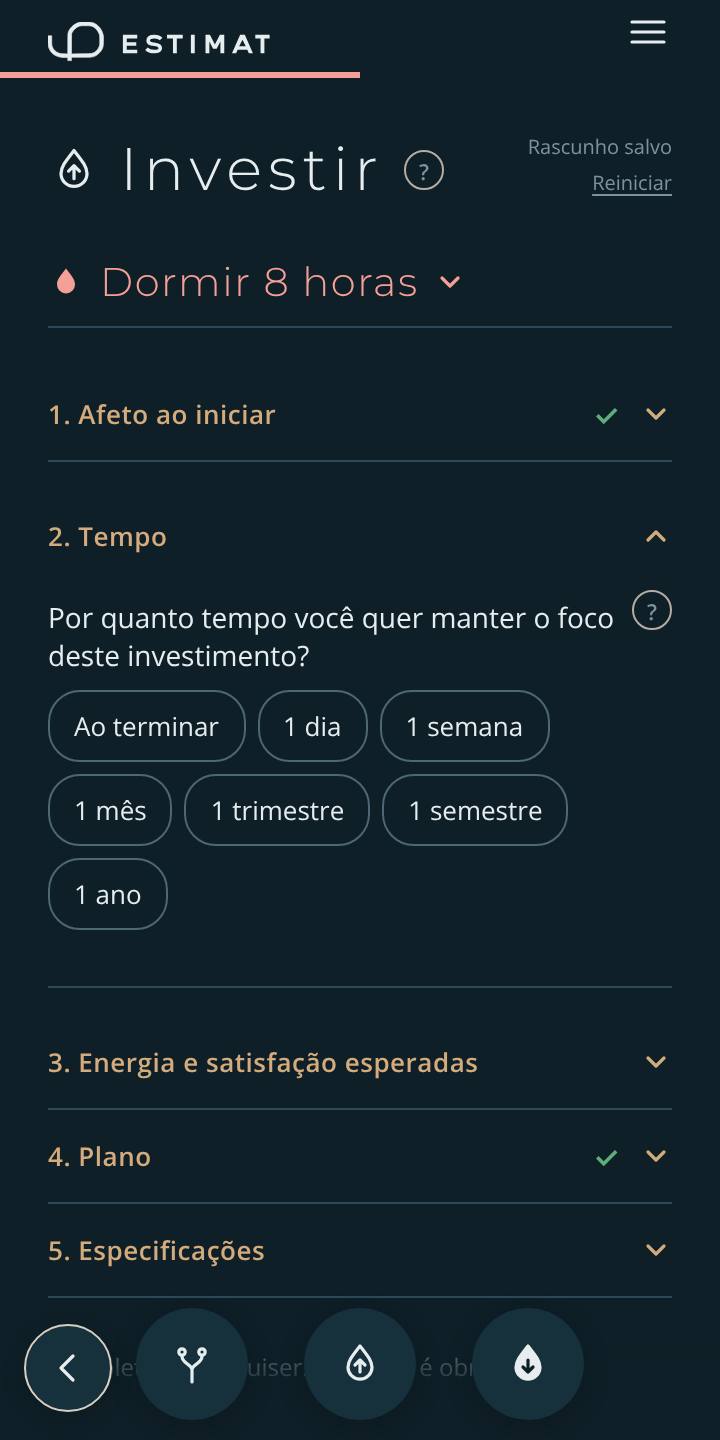 ESTIMAT
Investir ?
Rascunho salvo
Reiniciar
Dormir 8 horas
1. Afeto ao iniciar
2. Tempo
Por quanto tempo você quer manter o foco ?
deste investimento?
Ao terminar 1 dia 1 semana
1 mês 1 trimestre 1 semestre
1 ano
3. Energia e satisfação esperadas
4. Plano
5. Especificações
é